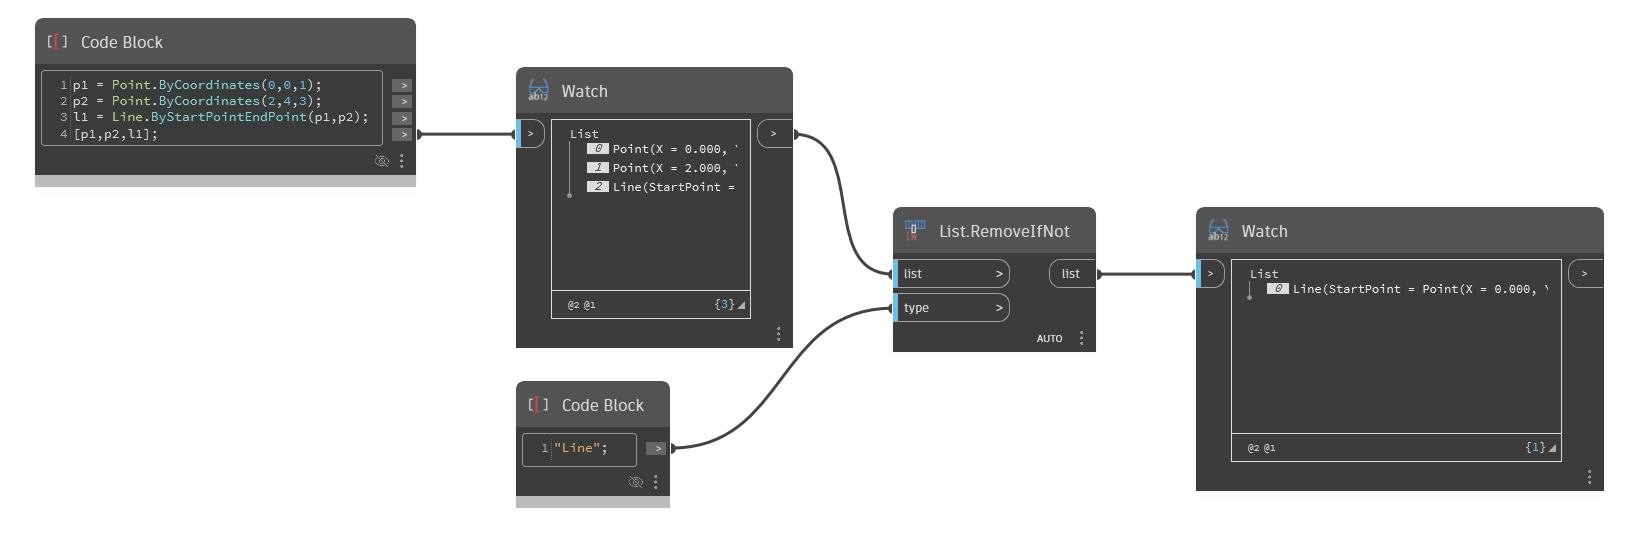 Code Block
1 p1 = Point.ByCoordinates(0,0,1); >
2 p2 = Point.ByCoordinates(2,4,3); >
3 l1 = Line.ByStartPointEndPoint(p1,p2); >
4 [p1,p2,l1]; >
Watch
> List >
0 Point(X = 0.000,
1 Point(X = 2.000,
2 Line(StartPoint =
@2 @1 {3}
Code Block
1 "Line"; >
List.RemoveIfNot
list > list
type >
AUTO
Watch
> List >
0 Line(StartPoint = Point(X = 0.000,
@2 @1 {1}